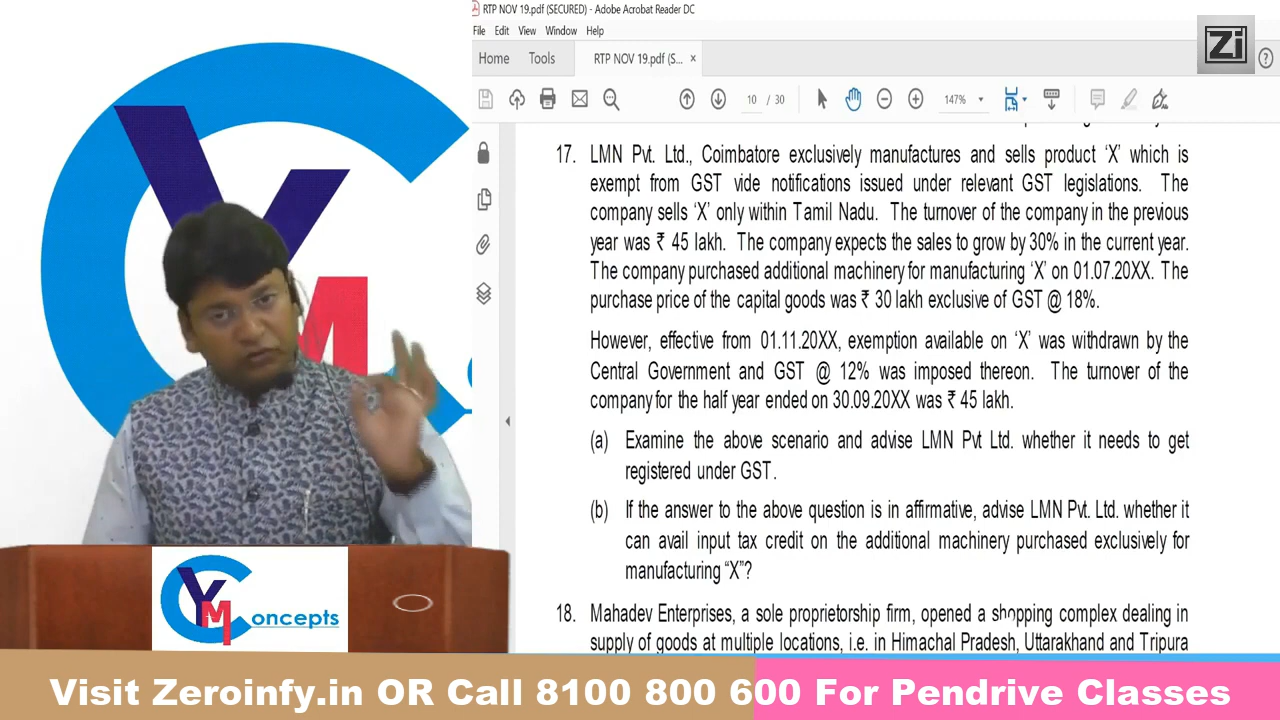 RTP NOV 19.pdf (SECURED) - Adobe Acrobat Reader DC
File Edit View Window Help
Zi
Home Tools RTP NOV 19.pdf (S... ×
10 / 30 147%
17. LMN Pvt. Ltd., Coimbatore exclusively manufactures and sells product ‘X’ which is
exempt from GST vide notifications issued under relevant GST legislations. The
company sells ‘X’ only within Tamil Nadu. The turnover of the company in the previous
year was ₹ 45 lakh. The company expects the sales to grow by 30% in the current year.
The company purchased additional machinery for manufacturing ‘X’ on 01.07.20XX. The
purchase price of the capital goods was ₹ 30 lakh exclusive of GST @ 18%.
However, effective from 01.11.20XX, exemption available on ‘X’ was withdrawn by the
Central Government and GST @ 12% was imposed thereon. The turnover of the
company for the half year ended on 30.09.20XX was ₹ 45 lakh.
(a) Examine the above scenario and advise LMN Pvt Ltd. whether it needs to get
registered under GST.
(b) If the answer to the above question is in affirmative, advise LMN Pvt. Ltd. whether it
can avail input tax credit on the additional machinery purchased exclusively for
manufacturing “X”?
18. Mahadev Enterprises, a sole proprietorship firm, opened a shopping complex dealing in
supply of goods at multiple locations, i.e. in Himachal Pradesh, Uttarakhand and Tripura
YM
YM Concepts
Visit Zeroinfy.in OR Call 8100 800 600 For Pendrive Classes